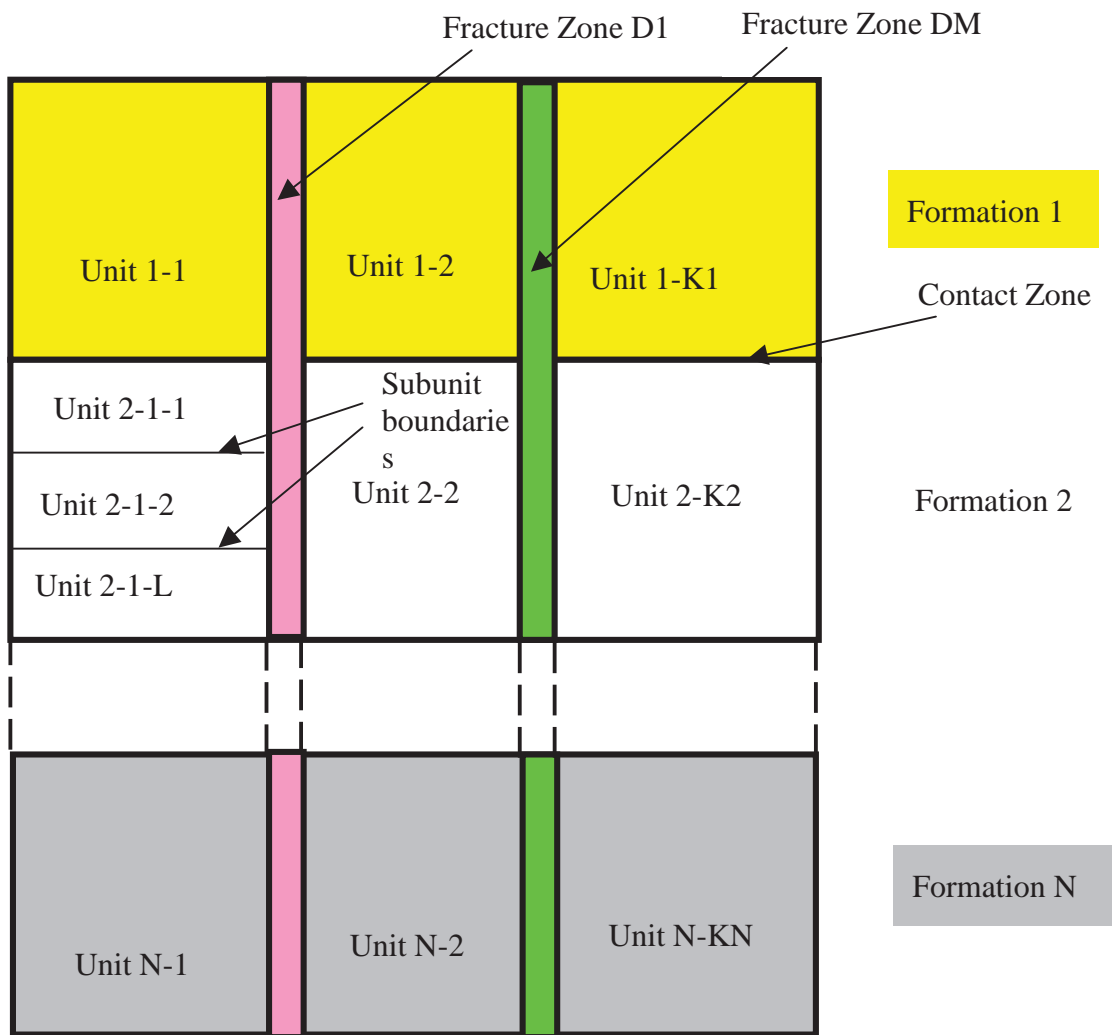 Fracture Zone D1
Fracture Zone DM
Formation 1
Unit 1-1
Unit 1-2
Unit 1-K1
Contact Zone
Subunit
boundarie
s
Unit 2-1-1
Unit 2-1-2
Unit 2-2
Unit 2-K2
Formation 2
Unit 2-1-L
Formation N
Unit N-1
Unit N-2
Unit N-KN